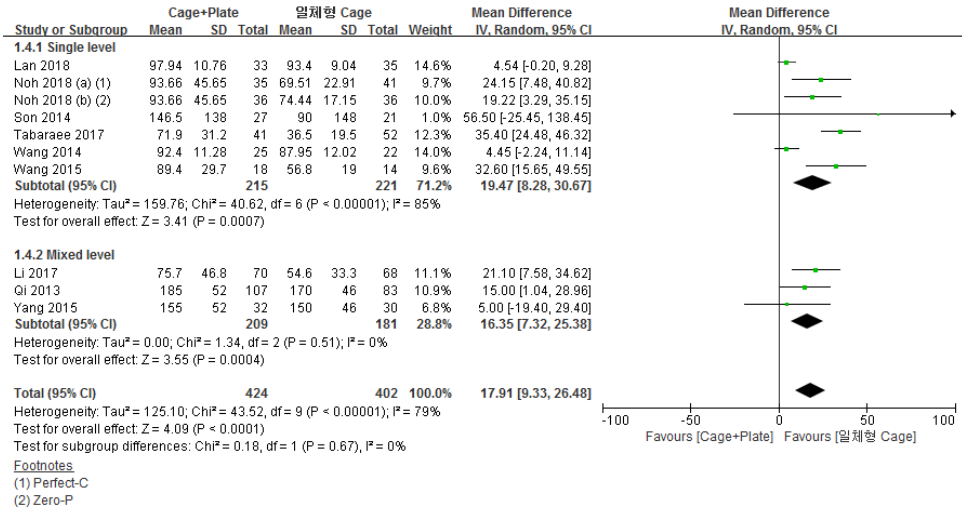 Cage+Plate 일체형 Cage Mean Difference Mean Difference
Study or Subgroup Mean SD Total Mean SD Total Weight IV, Random, 95% CI IV, Random, 95% CI
1.4.1 Single level
Lan 2018 97.94 10.76 33 93.4 9.04 35 14.6% 4.54 [-0.20, 9.28]
Noh 2018 (a) (1) 93.66 45.65 35 69.51 22.91 41 9.7% 24.15 [7.48, 40.82]
Noh 2018 (b) (2) 93.66 45.65 36 74.44 17.15 36 10.0% 19.22 [3.29, 35.15]
Son 2014 146.5 138 27 90 148 21 1.0% 56.50 [-25.45, 138.45]
Tabaraee 2017 71.9 31.2 41 36.5 19.5 52 12.3% 35.40 [24.48, 46.32]
Wang 2014 92.4 11.28 25 87.95 12.02 22 14.0% 4.45 [-2.24, 11.14]
Wang 2015 89.4 29.7 18 56.8 19 14 9.6% 32.60 [15.65, 49.55]
Subtotal (95% CI) 215 221 71.2% 19.47 [8.28, 30.67]
Heterogeneity: Tau² = 159.76; Chi² = 40.62, df = 6 (P < 0.00001); I² = 85%
Test for overall effect: Z = 3.41 (P = 0.0007)
1.4.2 Mixed level
Li 2017 75.7 46.8 70 54.6 33.3 68 11.1% 21.10 [7.58, 34.62]
Qi 2013 185 52 107 170 46 83 10.9% 15.00 [1.04, 28.96]
Yang 2015 155 52 32 150 46 30 6.8% 5.00 [-19.40, 29.40]
Subtotal (95% CI) 209 181 28.8% 16.35 [7.32, 25.38]
Heterogeneity: Tau² = 0.00; Chi² = 1.34, df = 2 (P = 0.51); I² = 0%
Test for overall effect: Z = 3.55 (P = 0.0004)
Total (95% CI) 424 402 100.0% 17.91 [9.33, 26.48]
Heterogeneity: Tau² = 125.10; Chi² = 43.52, df = 9 (P < 0.00001); I² = 79%
Test for overall effect: Z = 4.09 (P < 0.0001)
Test for subgroup differences: Chi² = 0.18, df = 1 (P = 0.67), I² = 0%
-100 -50 0 50 100
Favours [Cage+Plate] Favours [일체형 Cage]
Footnotes
(1) Perfect-C
(2) Zero-P